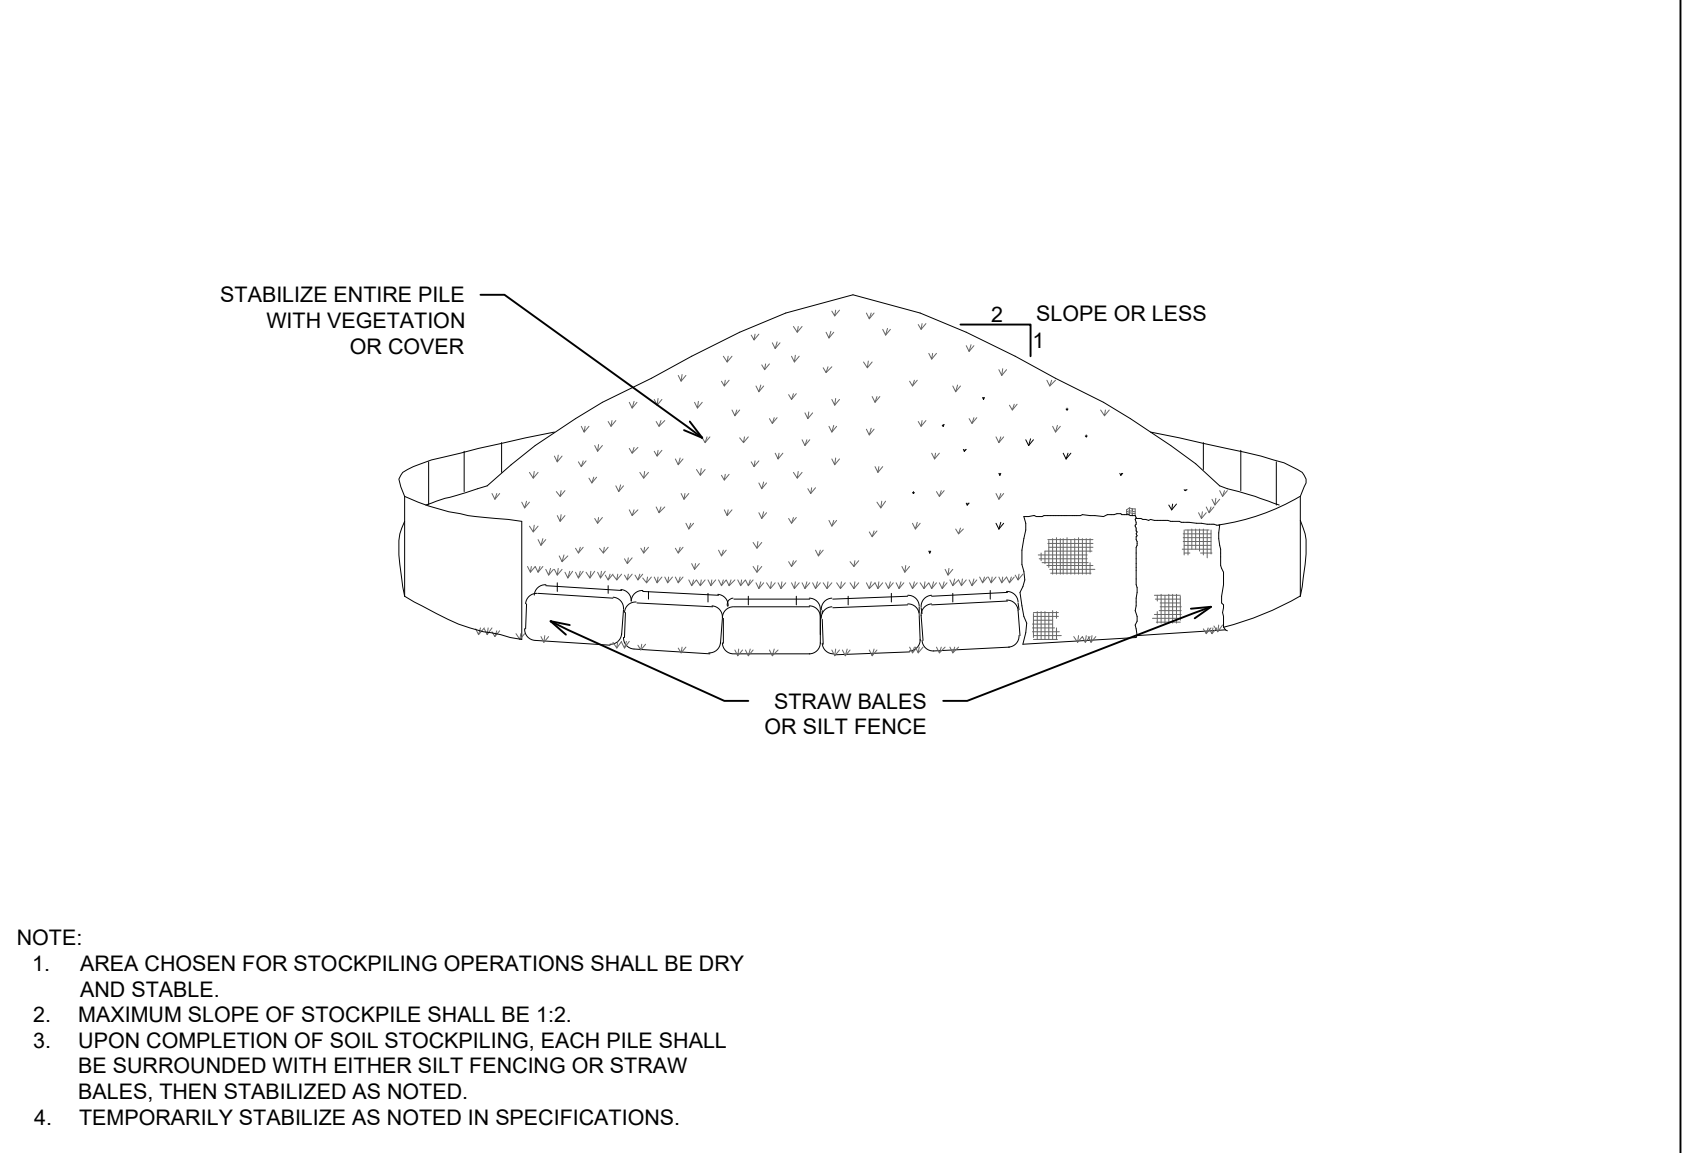 STABILIZE ENTIRE PILE
WITH VEGETATION
OR COVER
2
SLOPE OR LESS
1
STRAW BALES
OR SILT FENCE
NOTE:
1. AREA CHOSEN FOR STOCKPILING OPERATIONS SHALL BE DRY
AND STABLE.
2. MAXIMUM SLOPE OF STOCKPILE SHALL BE 1:2.
3. UPON COMPLETION OF SOIL STOCKPILING, EACH PILE SHALL
BE SURROUNDED WITH EITHER SILT FENCING OR STRAW
BALES, THEN STABILIZED AS NOTED.
4. TEMPORARILY STABILIZE AS NOTED IN SPECIFICATIONS.